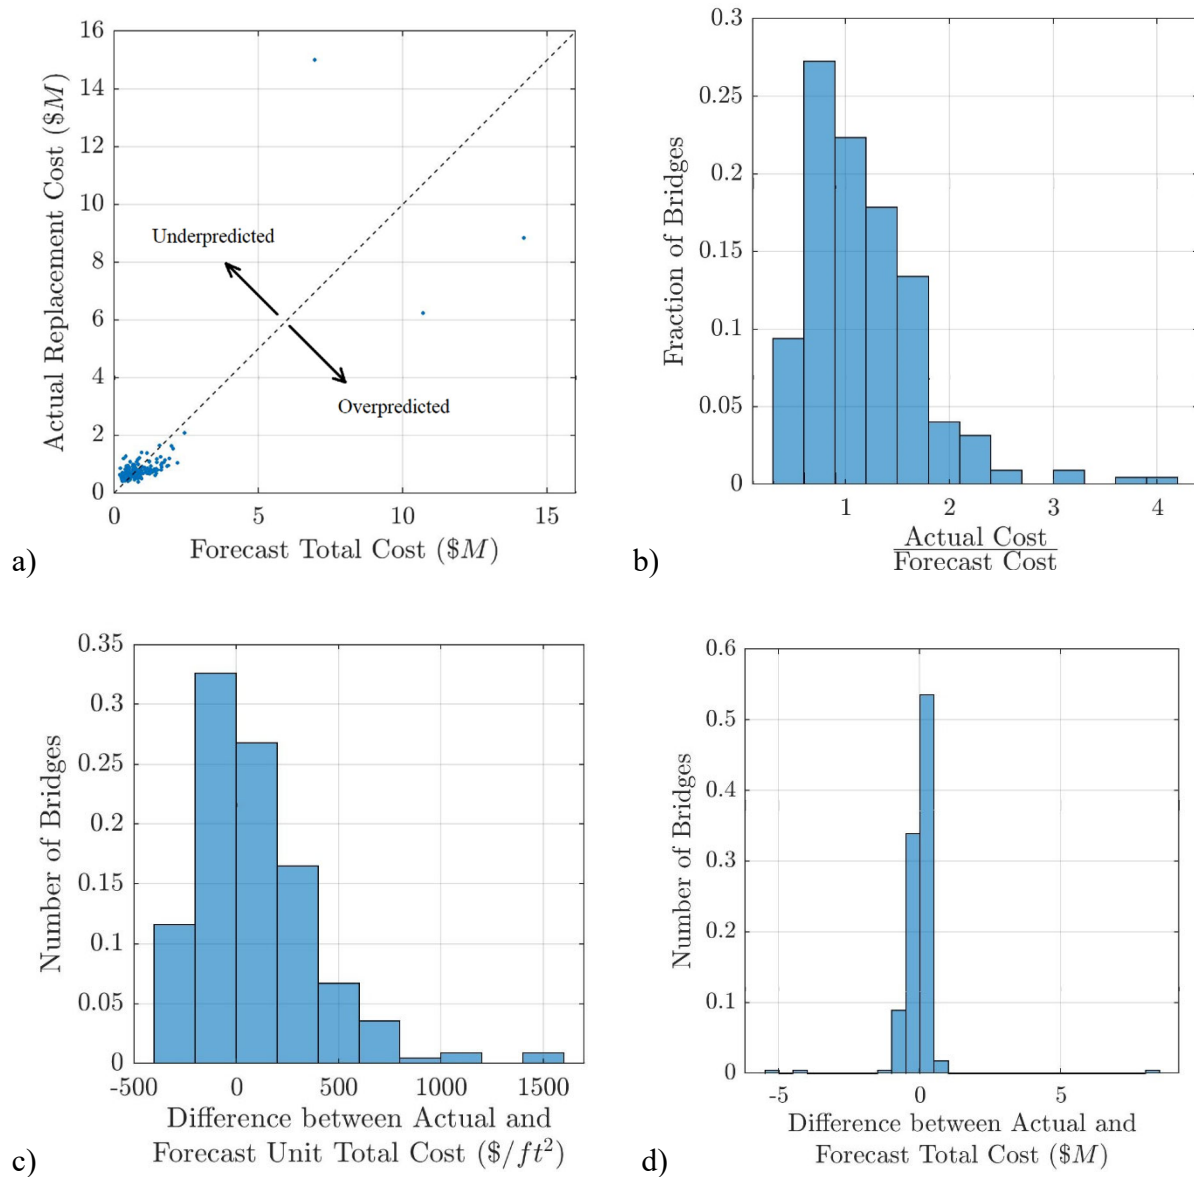 16
14
12
10
8
6
4
2
0
Actual Replacement Cost ($M)
Underpredicted
Overpredicted
0 5 10 15
Forecast Total Cost ($M)
a)
0.3
0.25
0.2
0.15
0.1
0.05
0
Fraction of Bridges
1 2 3 4
Actual Cost
Forecast Cost
b)
0.35
0.3
0.25
0.2
0.15
0.1
0.05
0
Number of Bridges
-500 0 500 1000 1500
Difference between Actual and
Forecast Unit Total Cost ($/ft²)
c)
0.6
0.5
0.4
0.3
0.2
0.1
0
Number of Bridges
-5 0 5
Difference between Actual and
Forecast Total Cost ($M)
d)